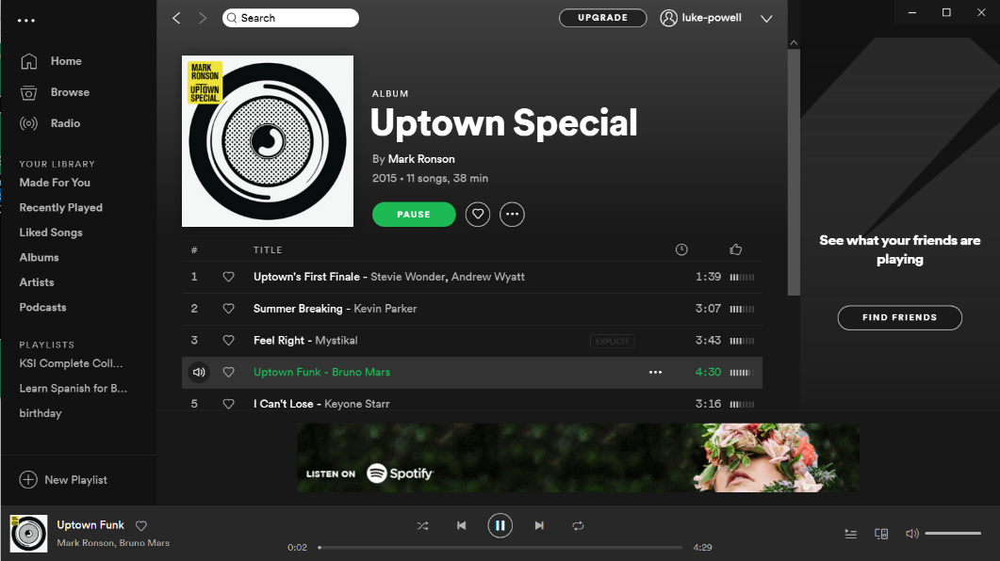 Search
UPGRADE
luke-powell
Home
Browse
Radio
YOUR LIBRARY
Made For You
Recently Played
Liked Songs
Albums
Artists
Podcasts
PLAYLISTS
KSI Complete Coll...
Learn Spanish for B...
birthday
New Playlist
MARK
RONSON
UPTOWN
SPECIAL.
ALBUM
Uptown Special
By Mark Ronson
2015 • 11 songs, 38 min
PAUSE
# TITLE
1 Uptown's First Finale - Stevie Wonder, Andrew Wyatt 1:39
2 Summer Breaking - Kevin Parker 3:07
3 Feel Right - Mystikal EXPLICIT 3:43
Uptown Funk - Bruno Mars 4:30
5 I Can't Lose - Keyone Starr 3:16
See what your friends are
playing
FIND FRIENDS
LISTEN ON Spotify
Uptown Funk
Mark Ronson, Bruno Mars
0:02
4:29